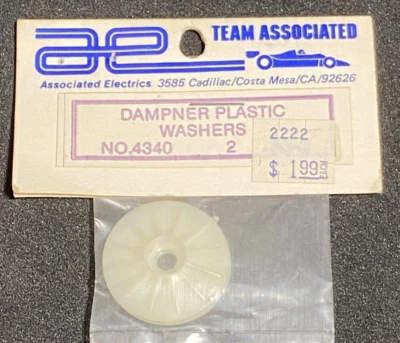 ae TEAM ASSOCIATED
Associated Electrics 3585 Cadillac/Costa Mesa/CA/92626
DAMPNER PLASTIC
WASHERS
NO.4340 2
2222
$ 1.99